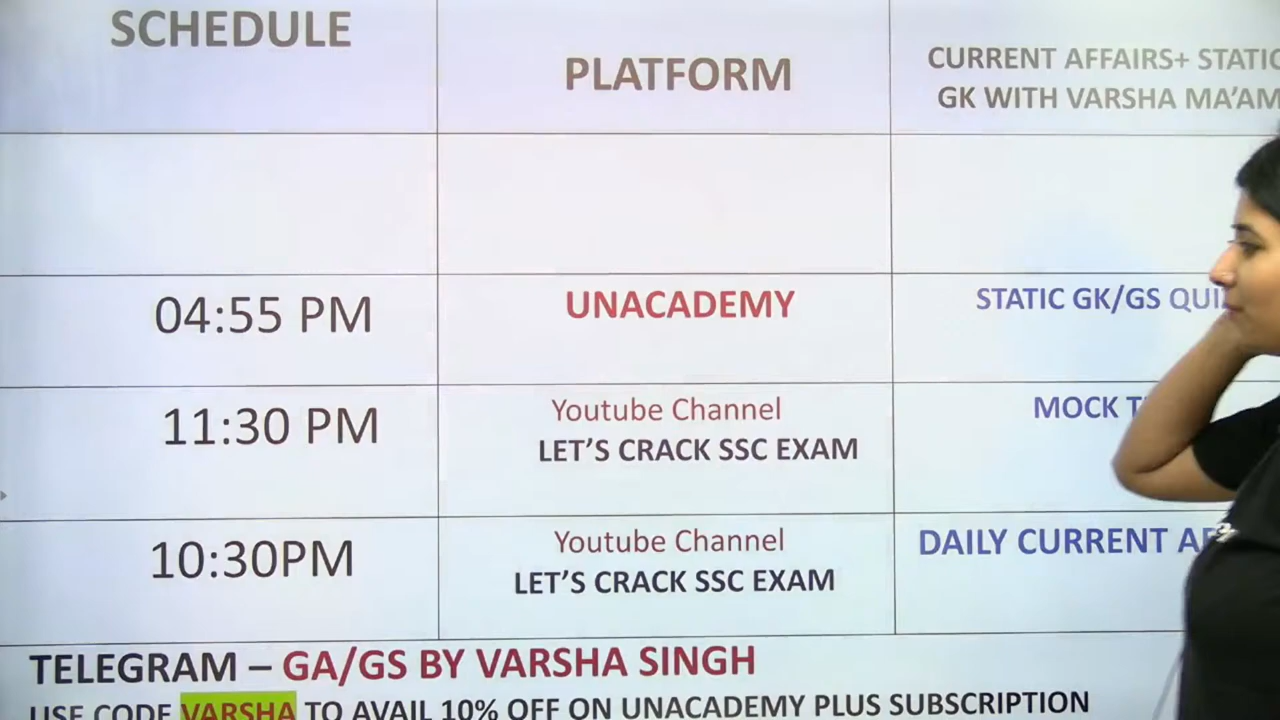 SCHEDULE
PLATFORM
CURRENT AFFAIRS+ STATIC
GK WITH VARSHA MA'AM
04:55 PM
UNACADEMY
STATIC GK/GS
11:30 PM
Youtube Channel
LET'S CRACK SSC EXAM
MOCK
10:30PM
Youtube Channel
LET'S CRACK SSC EXAM
DAILY CURRENT
TELEGRAM – GA/GS BY VARSHA SINGH
USE CODE VARSHA TO AVAIL 10% OFF ON UNACADEMY PLUS SUBSCRIPTION